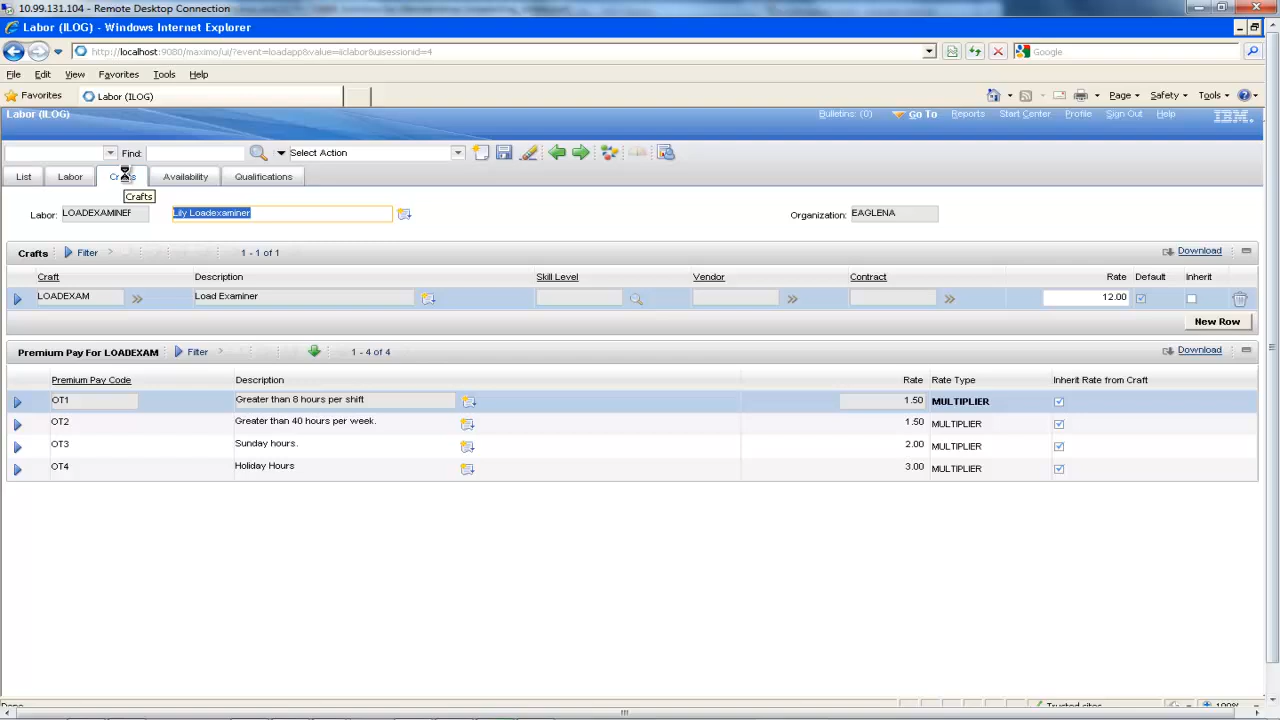 10.99.131.104 - Remote Desktop Connection
Labor (ILOG) - Windows Internet Explorer
http://localhost:9080/maximo/ui/?event=loadapp&value=iiclabor&uisessionid=4
Google
File Edit View Favorites Tools Help
Favorites Labor (ILOG) Page Safety Tools
Labor (ILOG) Bulletins: (0) Go To Reports Start Center Profile Sign Out Help IBM.
Find: Select Action
List Labor Crafts Availability Qualifications
Crafts
Labor: LOADEXAMINER Lily Loadexaminer Organization: EAGLENA
Crafts Filter 1 - 1 of 1 Download
Craft Description Skill Level Vendor Contract Rate Default Inherit
LOADEXAM Load Examiner 12.00
New Row
Premium Pay For LOADEXAM Filter 1 - 4 of 4 Download
Premium Pay Code Description Rate Rate Type Inherit Rate from Craft
OT1 Greater than 8 hours per shift 1.50 MULTIPLIER
OT2 Greater than 40 hours per week. 1.50 MULTIPLIER
OT3 Sunday hours. 2.00 MULTIPLIER
OT4 Holiday Hours 3.00 MULTIPLIER
Done Trusted sites 100%